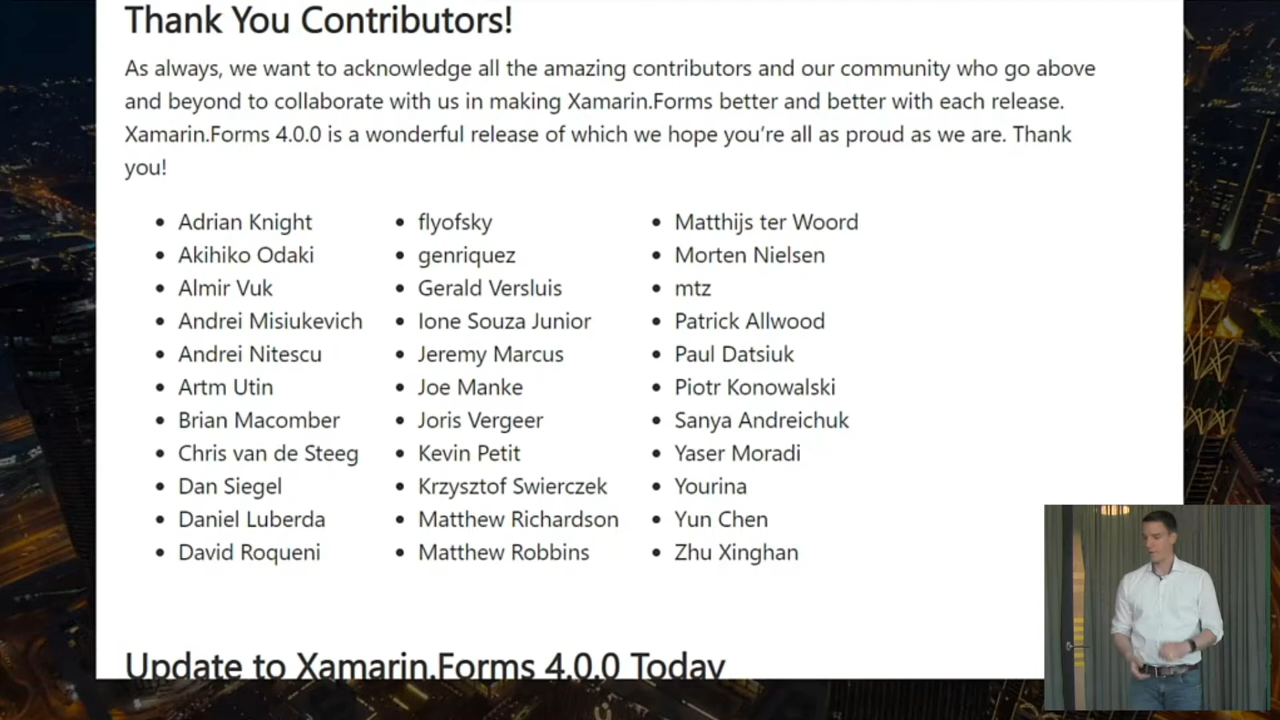 Thank You Contributors!
As always, we want to acknowledge all the amazing contributors and our community who go above
and beyond to collaborate with us in making Xamarin.Forms better and better with each release.
Xamarin.Forms 4.0.0 is a wonderful release of which we hope you’re all as proud as we are. Thank
you!
Adrian Knight
Akihiko Odaki
Almir Vuk
Andrei Misiukevich
Andrei Nitescu
Artm Utin
Brian Macomber
Chris van de Steeg
Dan Siegel
Daniel Luberda
David Roqueni
flyofsky
genriquez
Gerald Versluis
Ione Souza Junior
Jeremy Marcus
Joe Manke
Joris Vergeer
Kevin Petit
Krzysztof Swierczek
Matthew Richardson
Matthew Robbins
Matthijs ter Woord
Morten Nielsen
mtz
Patrick Allwood
Paul Datsiuk
Piotr Konowalski
Sanya Andreichuk
Yaser Moradi
Yourina
Yun Chen
Zhu Xinghan
Update to Xamarin.Forms 4.0.0 Today